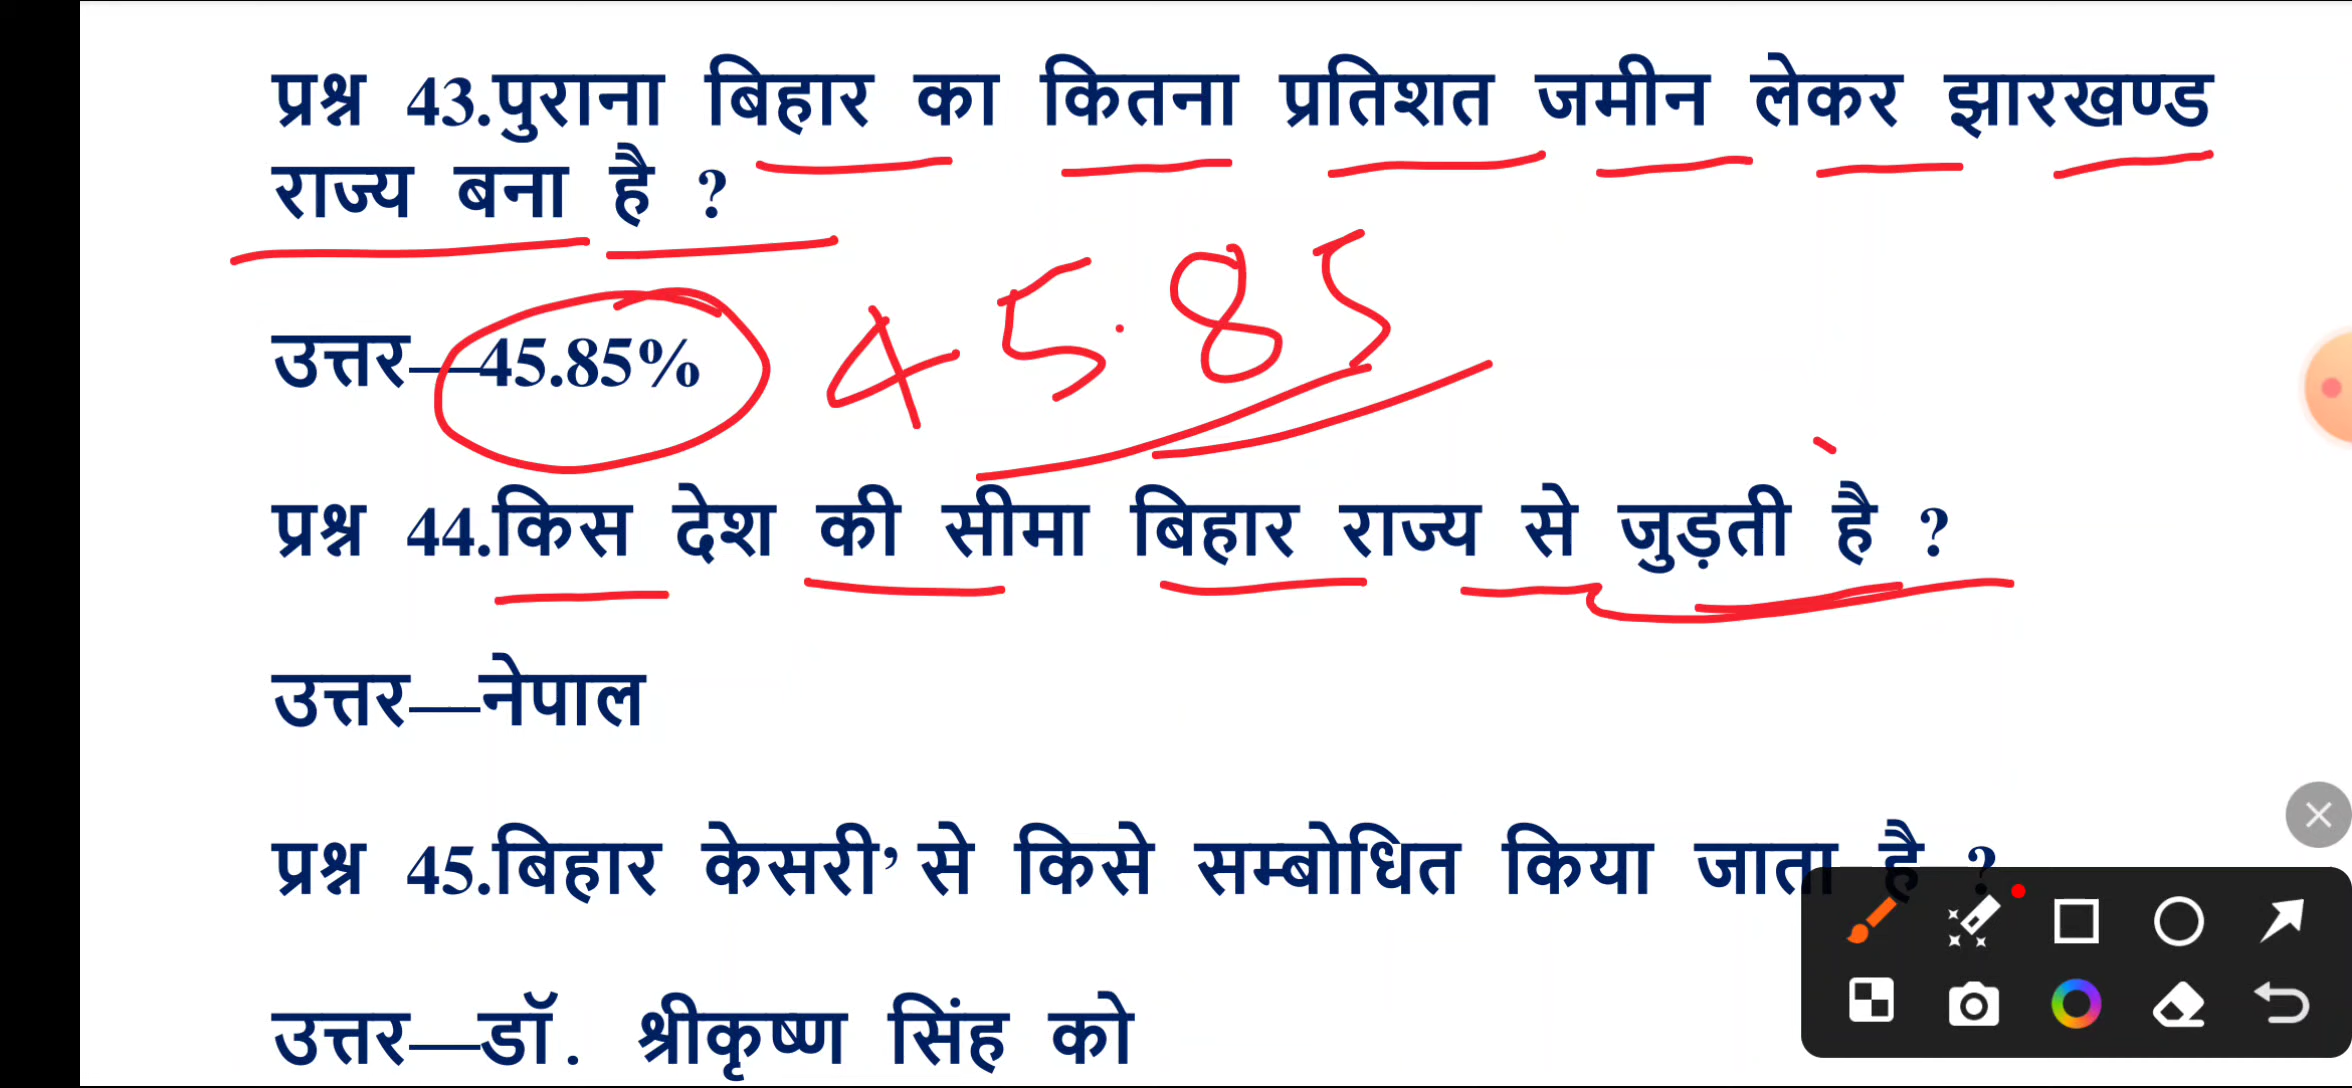 प्रश्न 43.पुराना बिहार का कितना प्रतिशत जमीन लेकर झारखण्ड
राज्य बना है ?
उत्तर—45.85% 45.85
प्रश्न 44.किस देश की सीमा बिहार राज्य से जुड़ती है ?
उत्तर—नेपाल
प्रश्न 45.बिहार केसरी’ से किसे सम्बोधित किया जाता है ?
उत्तर—डॉ. श्रीकृष्ण सिंह को